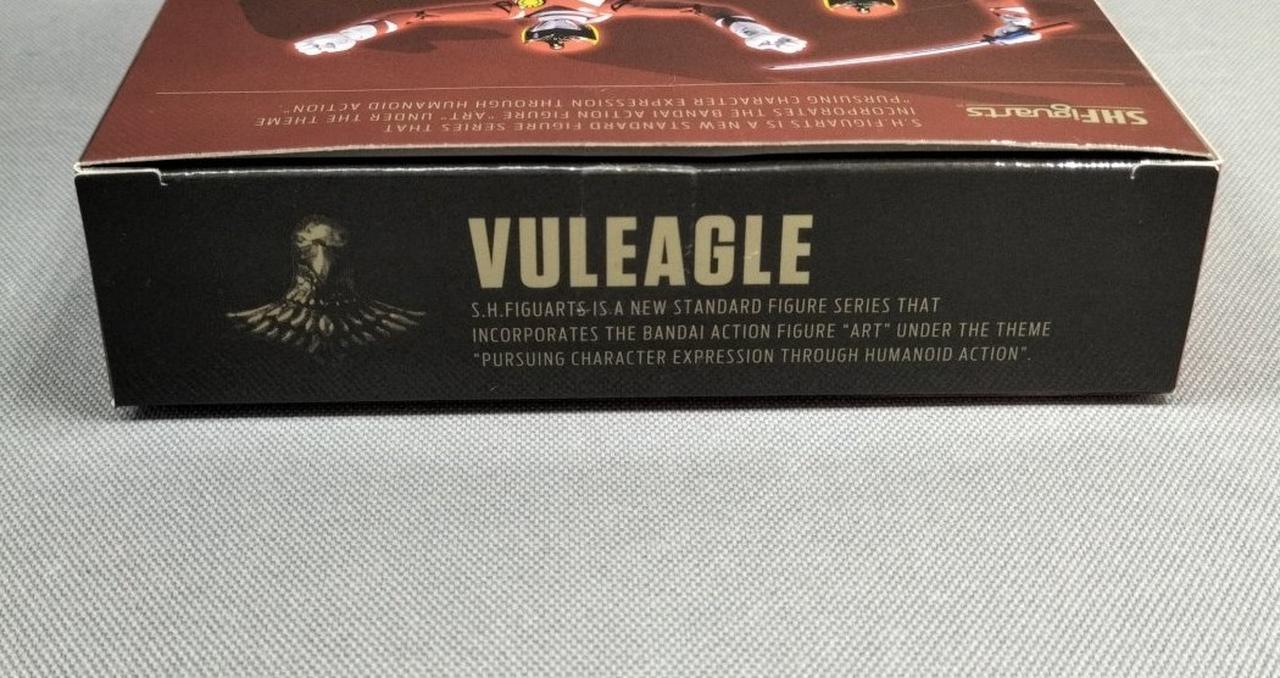 S.H.FIGUARTS IS A NEW STANDARD FIGURE SERIES THAT
INCORPORATES THE BANDAI ACTION FIGURE "ART" UNDER THE THEME
"PURSUING CHARACTER EXPRESSION THROUGH HUMANOID ACTION".
S.H.Figuarts
VULEAGLE
S.H.FIGUARTS IS A NEW STANDARD FIGURE SERIES THAT
INCORPORATES THE BANDAI ACTION FIGURE "ART" UNDER THE THEME
"PURSUING CHARACTER EXPRESSION THROUGH HUMANOID ACTION".